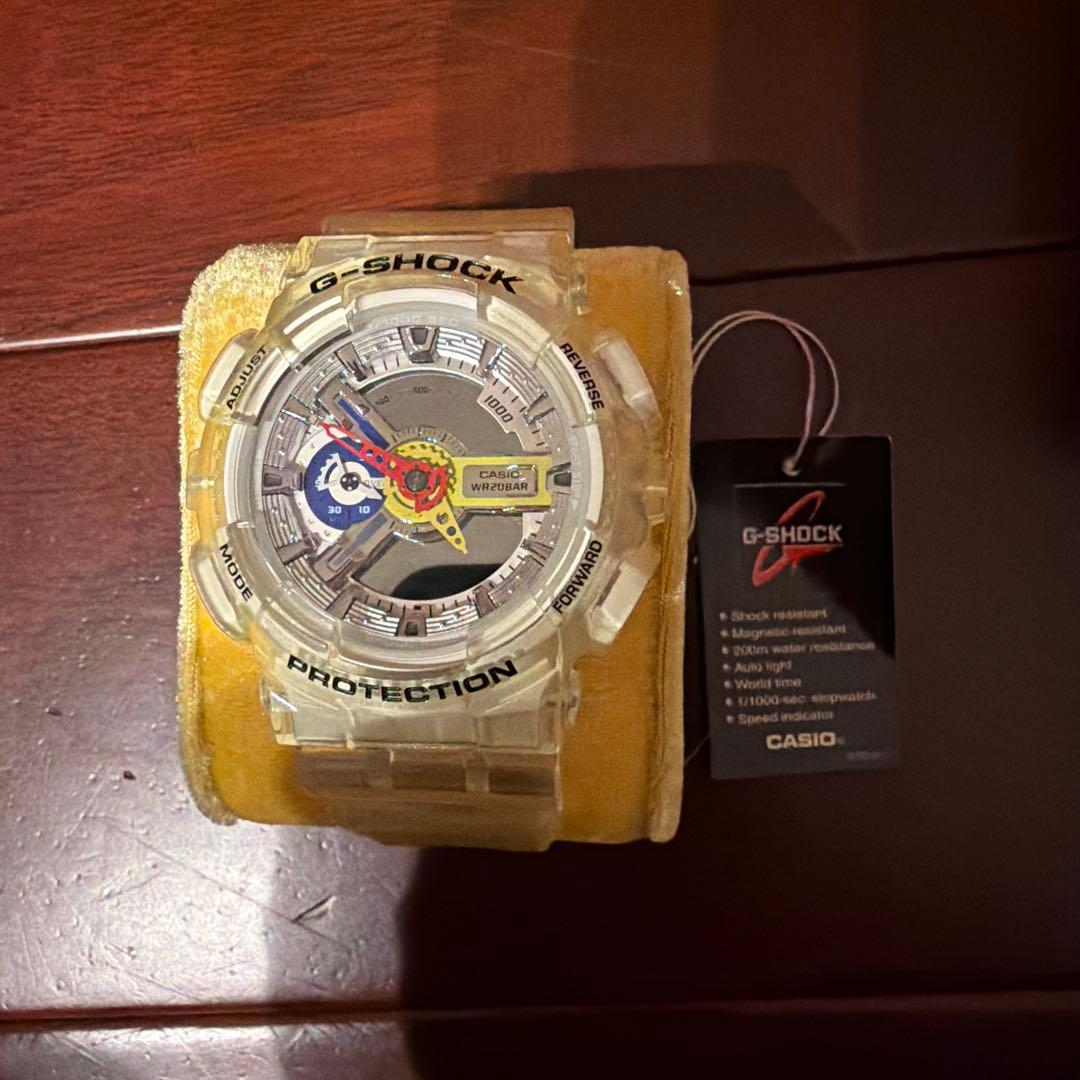 G-SHOCK
ADJUST
REVERSE
1000
CASIO
WR20BAR
30 10
MODE
FORWARD
PROTECTION
G-SHOCK
Shock resistant
Magnetic resistant
200m water resistance
Auto light
World time
1/1000-sec. stopwatch
Speed indicator
CASIO